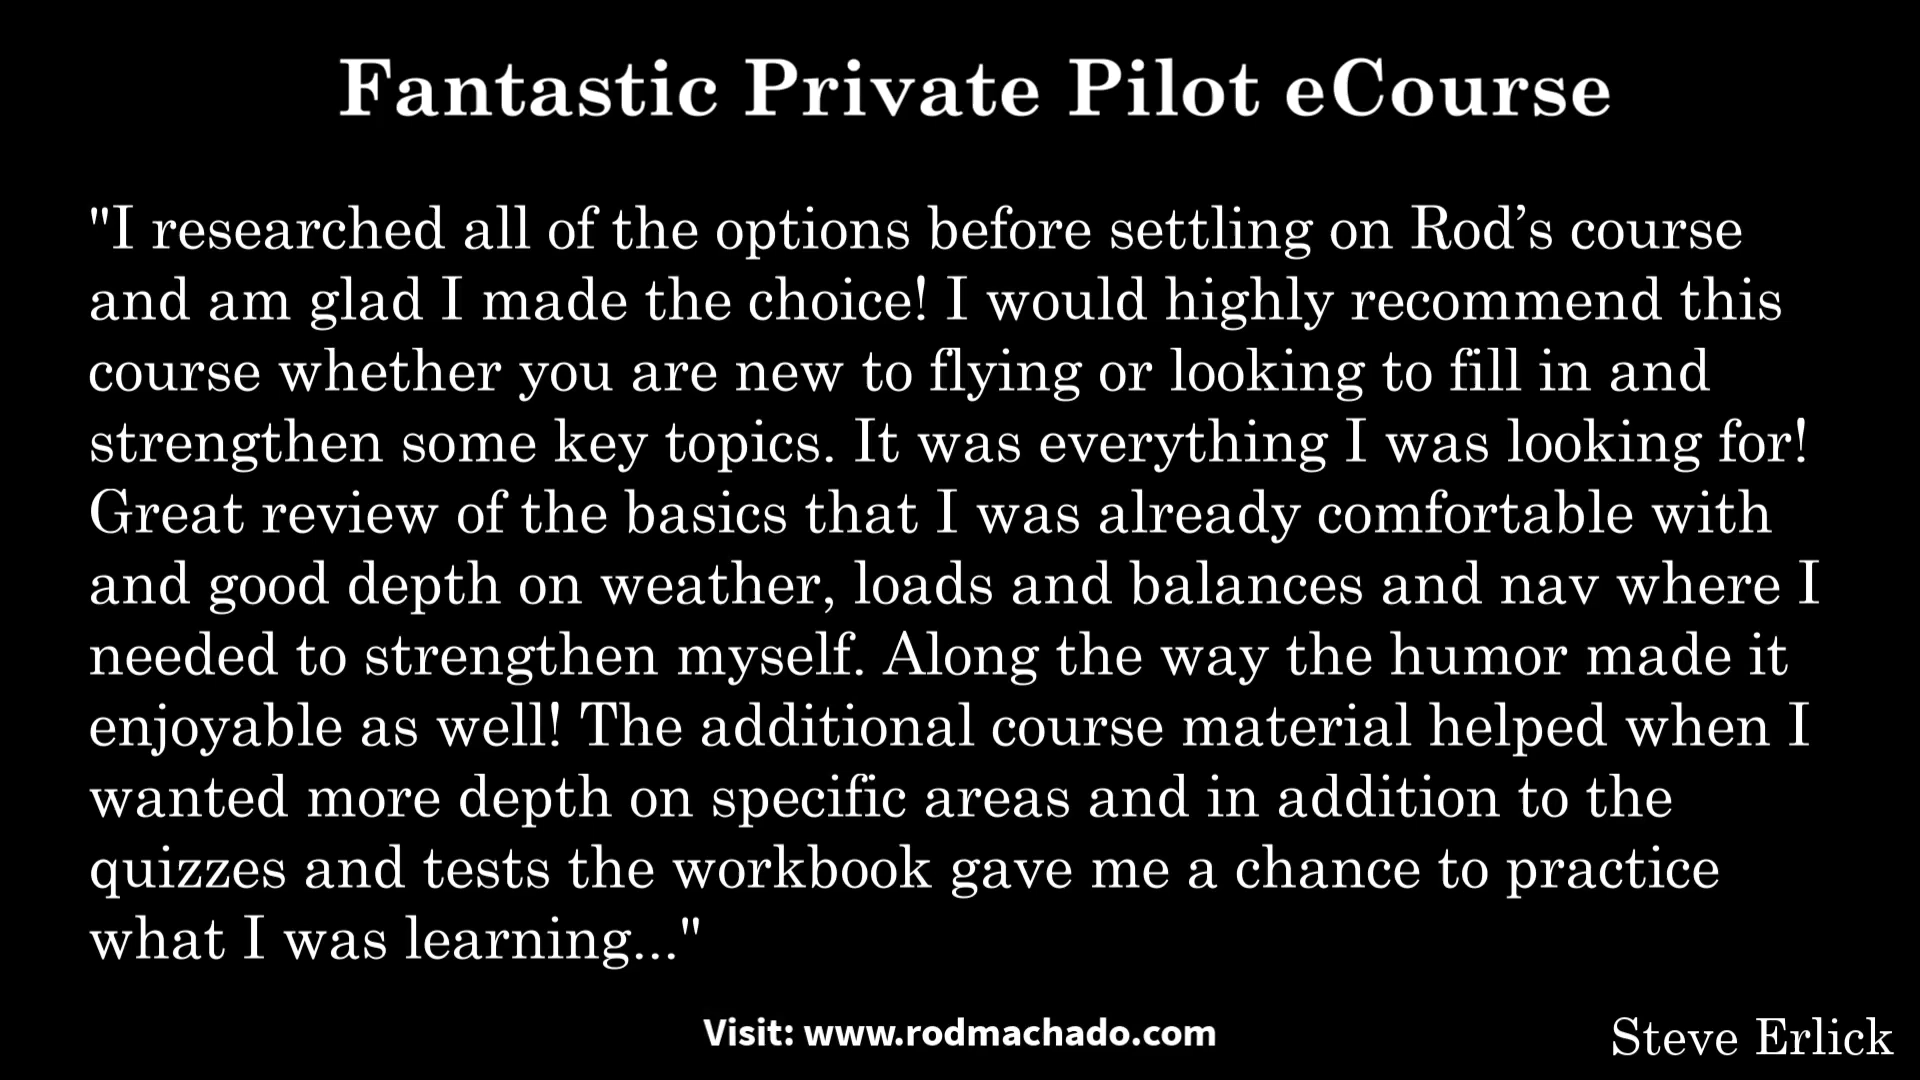 Fantastic Private Pilot eCourse
"I researched all of the options before settling on Rod’s course
and am glad I made the choice! I would highly recommend this
course whether you are new to flying or looking to fill in and
strengthen some key topics. It was everything I was looking for!
Great review of the basics that I was already comfortable with
and good depth on weather, loads and balances and nav where I
needed to strengthen myself. Along the way the humor made it
enjoyable as well! The additional course material helped when I
wanted more depth on specific areas and in addition to the
quizzes and tests the workbook gave me a chance to practice
what I was learning..."
Visit: www.rodmachado.com
Steve Erlick